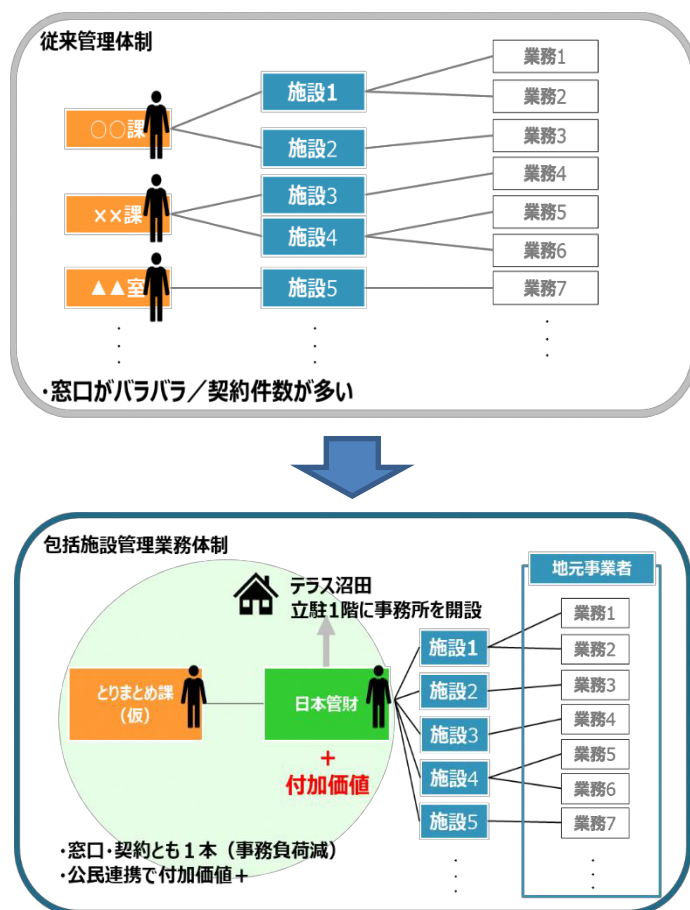 従来管理体制
○○課
××課
▲▲室
施設1
施設2
施設3
施設4
施設5
業務1
業務2
業務3
業務4
業務5
業務6
業務7
・窓口がバラバラ／契約件数が多い
包括施設管理業務体制
テラス沼田
立駐1階に事務所を開設
とりまとめ課
(仮)
日本管財
+
付加価値
施設1
施設2
施設3
施設4
施設5
地元事業者
業務1
業務2
業務3
業務4
業務5
業務6
業務7
・窓口・契約とも１本（事務負荷減）
・公民連携で付加価値+